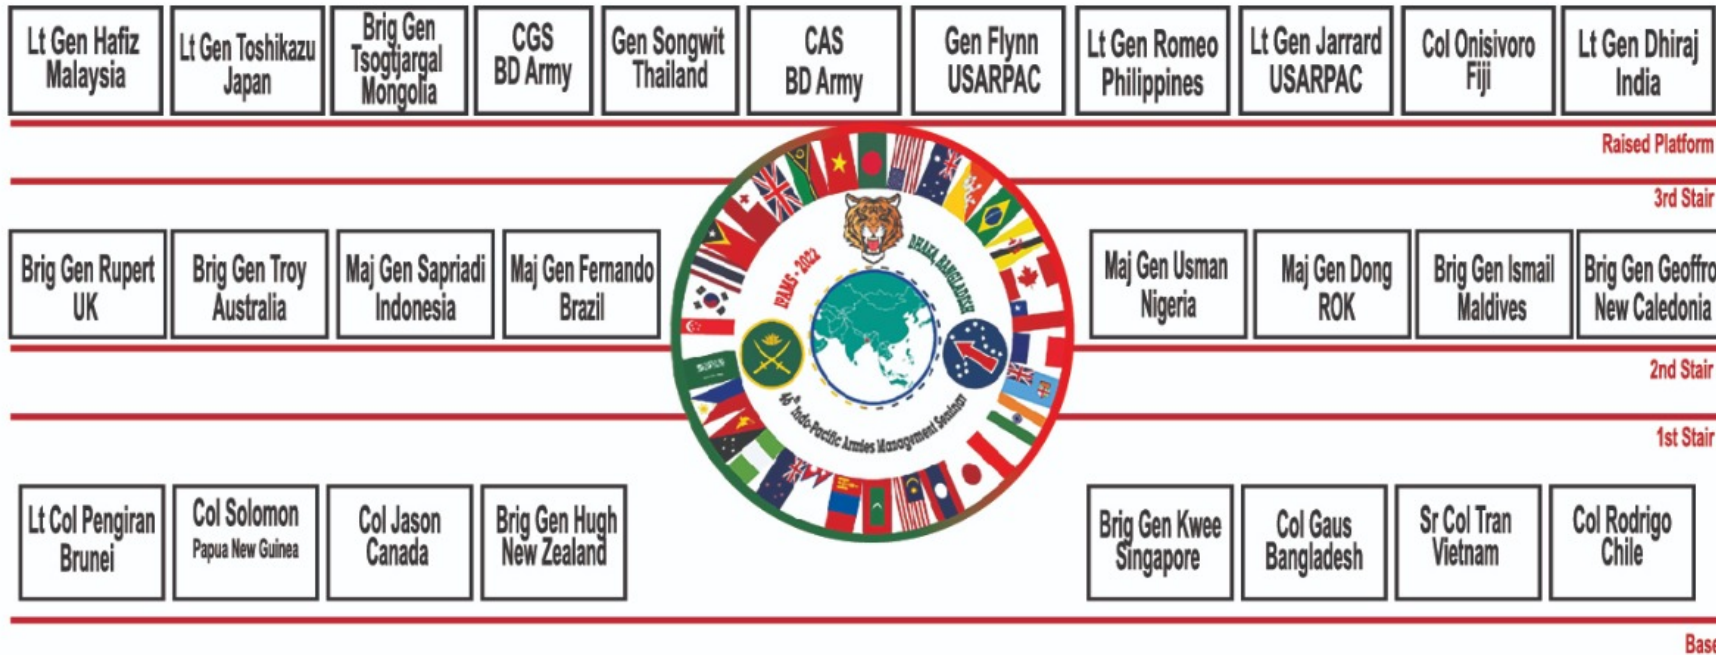 Lt Gen Hafiz
Malaysia
Lt Gen Toshikazu
Japan
Brig Gen
Tsogtjargal
Mongolia
CGS
BD Army
Gen Songwit
Thailand
CAS
BD Army
Gen Flynn
USARPAC
Lt Gen Romeo
Philippines
Lt Gen Jarrard
USARPAC
Col Onisivoro
Fiji
Lt Gen Dhiraj
India
Raised Platform
3rd Stair
Brig Gen Rupert
UK
Brig Gen Troy
Australia
Maj Gen Sapriadi
Indonesia
Maj Gen Fernando
Brazil
IPAMS - 2022
DHAKA, BANGLADESH
46th Indo-Pacific Armies Management Seminar
Maj Gen Usman
Nigeria
Maj Gen Dong
ROK
Brig Gen Ismail
Maldives
Brig Gen Geoffro
New Caledonia
2nd Stair
1st Stair
Lt Col Pengiran
Brunei
Col Solomon
Papua New Guinea
Col Jason
Canada
Brig Gen Hugh
New Zealand
Brig Gen Kwee
Singapore
Col Gaus
Bangladesh
Sr Col Tran
Vietnam
Col Rodrigo
Chile
Base